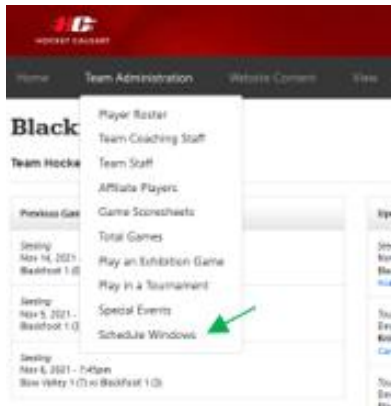 HC
HOCKEY CALGARY
Home Team Administration Website Content View
Black
Team Hocke
Player Roster
Team Coaching Staff
Team Staff
Affiliate Players
Game Scoresheets
Total Games
Play an Exhibition Game
Play in a Tournament
Special Events
Schedule Windows
Previous Gam
Seeding
Nov 14, 2021 -
Blackfoot 1 (
Seeding
Nov 5, 2021 -
Blackfoot 1 (
Seeding
Nov 6, 2021 - 7:45pm
Bow Valley 1 (7) vs Blackfoot 1 (3)